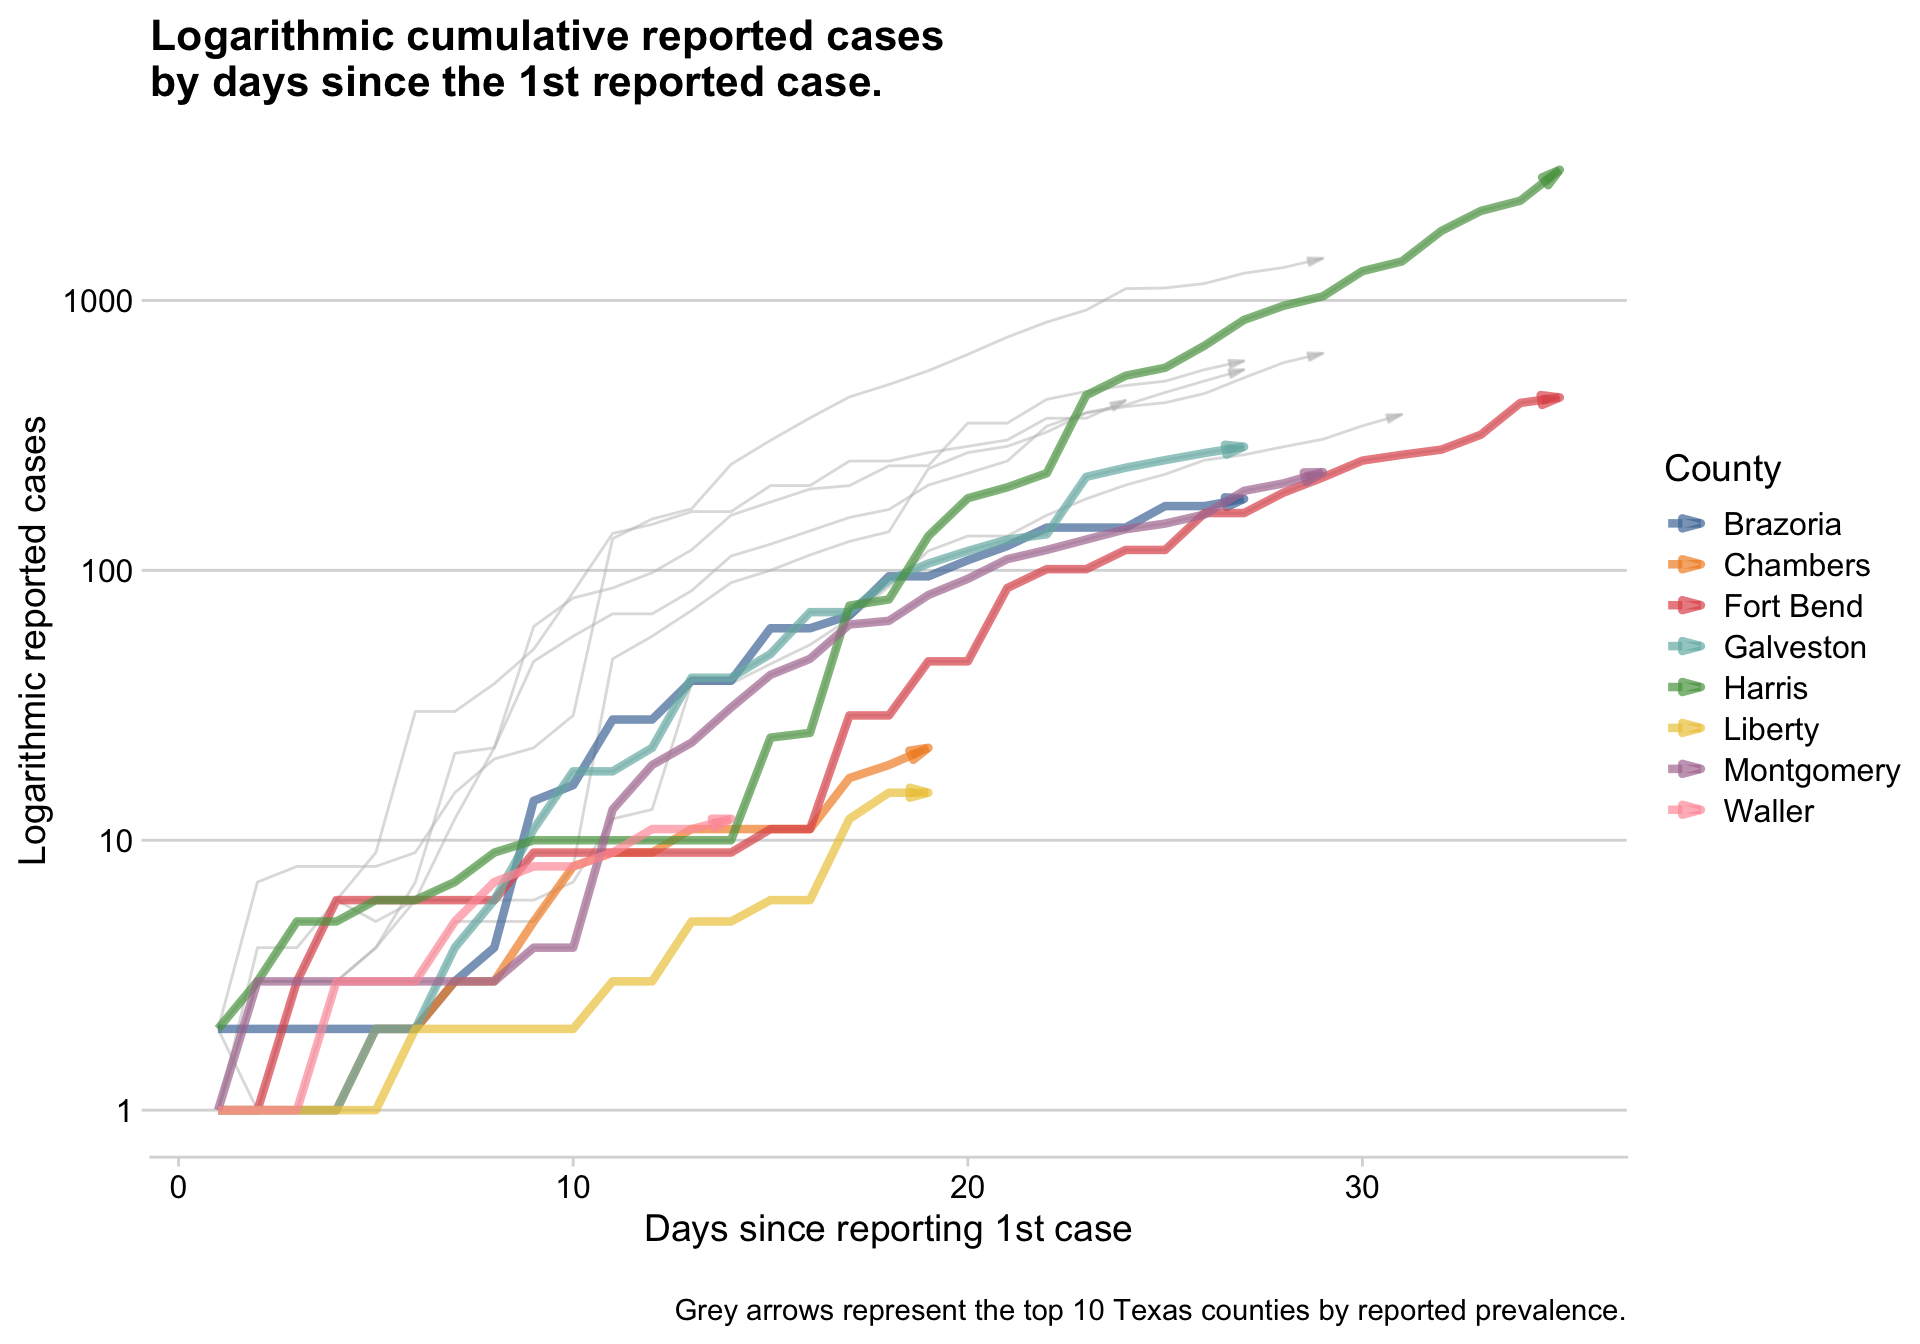 Logarithmic cumulative reported cases
by days since the 1st reported case.
Logarithmic reported cases
1000
100
10
1
0
10
20
30
Days since reporting 1st case
County
Brazoria
Chambers
Fort Bend
Galveston
Harris
Liberty
Montgomery
Waller
Grey arrows represent the top 10 Texas counties by reported prevalence.